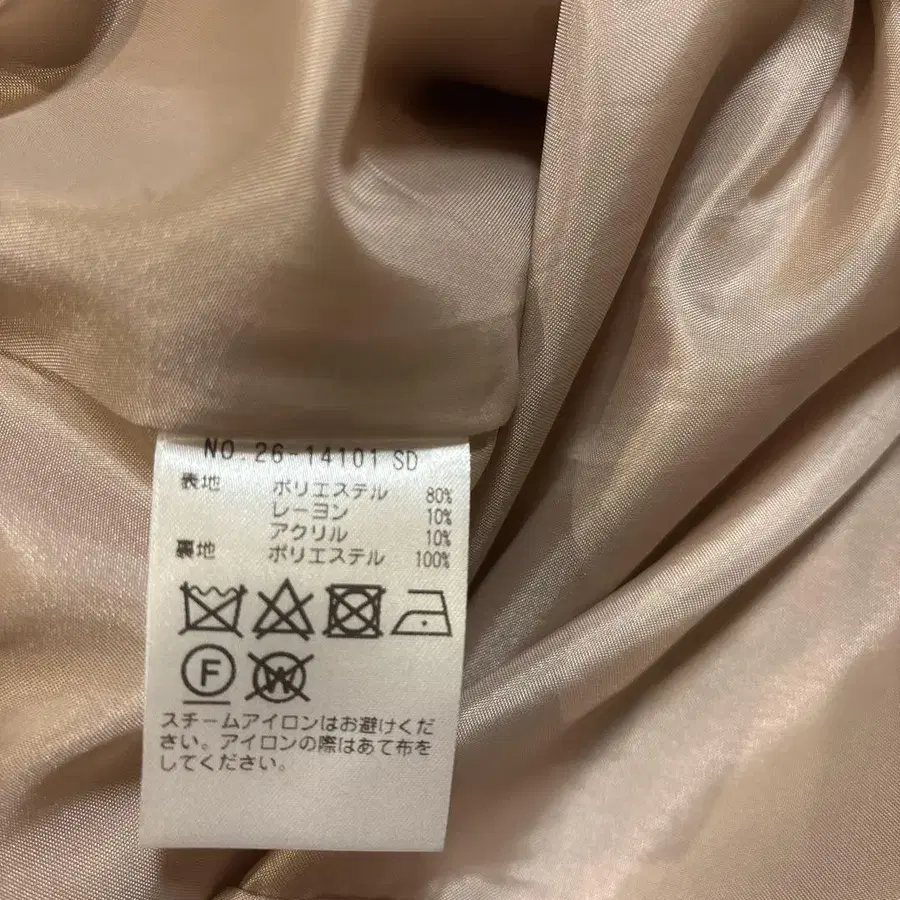 NO.26-14101 SD
表地 ポリエステル 80%
レーヨン 10%
アクリル 10%
裏地 ポリエステル 100%
F W
スチームアイロンはお避けくだ
さい。アイロンの際はあて布を
してください。